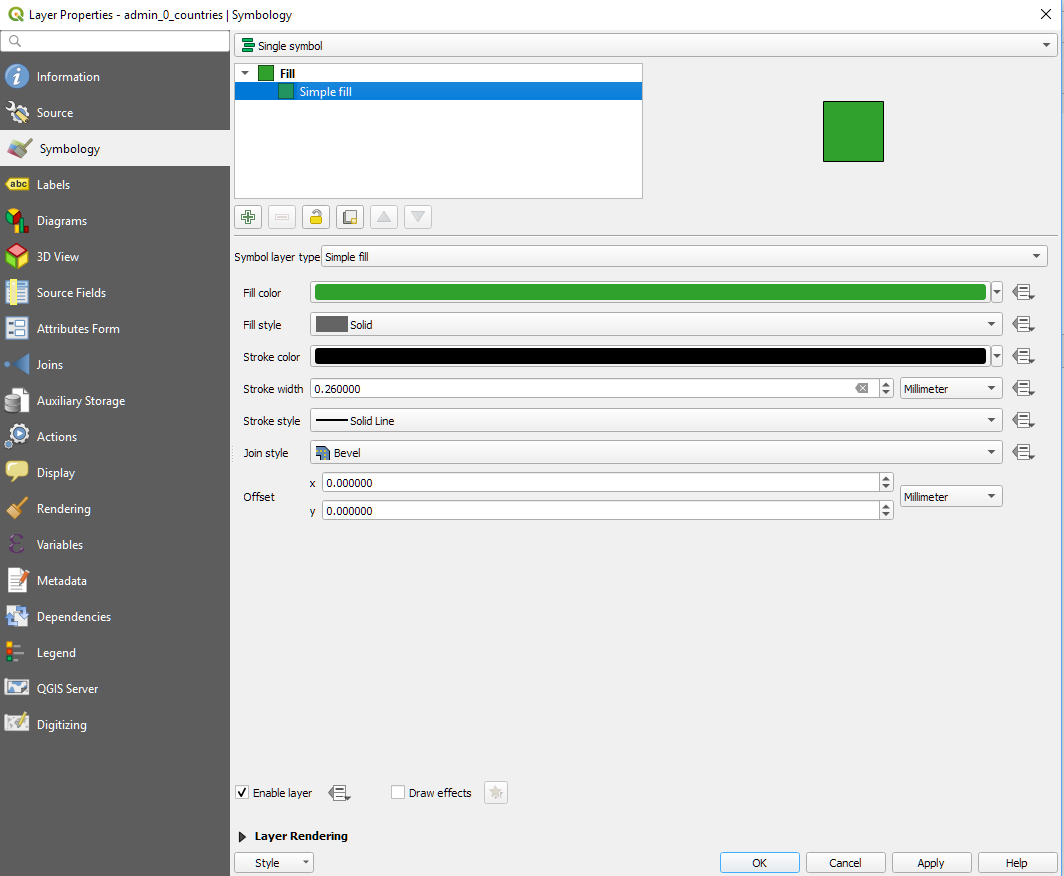 Layer Properties - admin_0_countries | Symbology
Information
Source
Symbology
abc Labels
Diagrams
3D View
Source Fields
Attributes Form
Joins
Auxiliary Storage
Actions
Display
Rendering
Variables
Metadata
Dependencies
Legend
QGIS Server
Digitizing
Single symbol
Fill
Simple fill
Symbol layer type Simple fill
Fill color
Fill style Solid
Stroke color
Stroke width 0.260000 Millimeter
Stroke style Solid Line
Join style Bevel
Offset x 0.000000 Millimeter
y 0.000000
Enable layer Draw effects
Layer Rendering
Style OK Cancel Apply Help